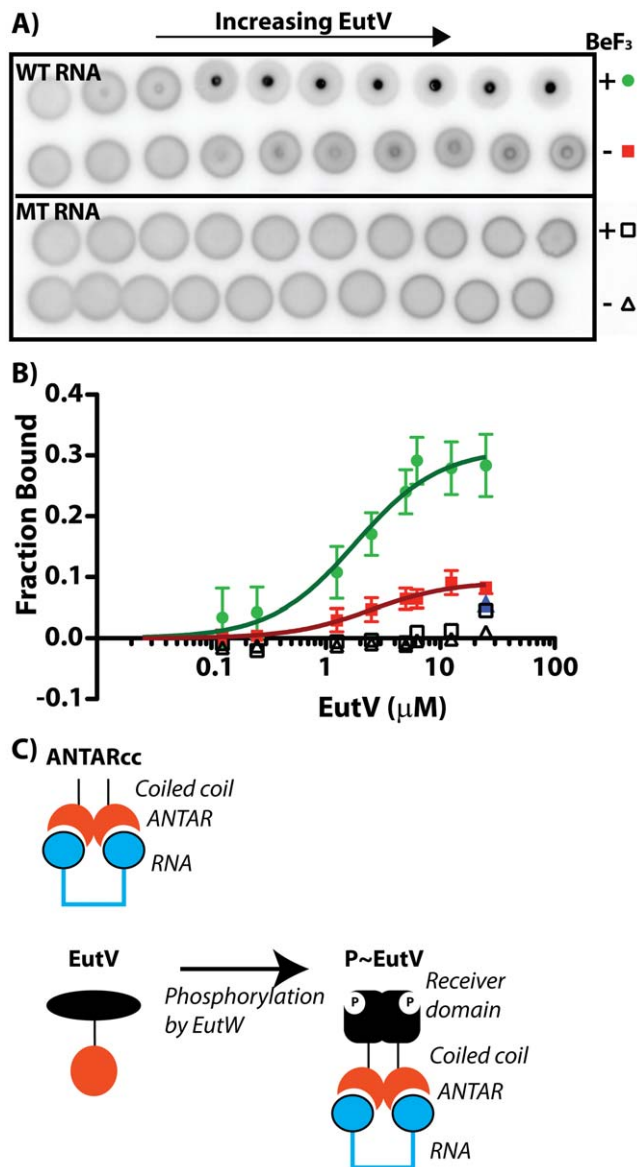 A)
Increasing EutV
BeF3
WT RNA
+
-
MT RNA
+
-
B)
Fraction Bound
0.4
0.3
0.2
0.1
0.0
-0.1
0.1
1
10
100
EutV (μM)
C)
ANTARcc
Coiled coil
ANTAR
RNA
EutV
P~EutV
Phosphorylation
by EutW
P
P
Receiver
domain
Coiled coil
ANTAR
RNA